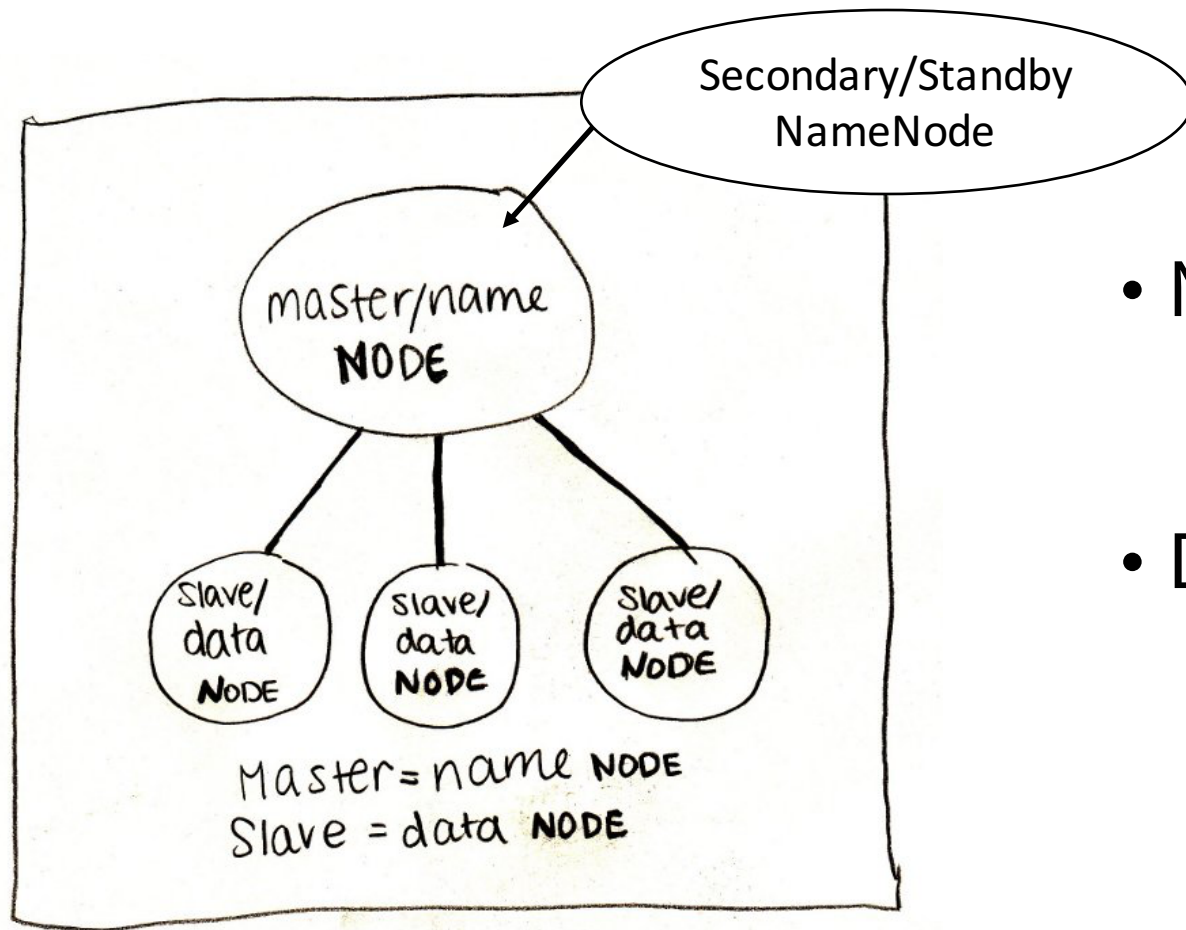 Secondary/Standby
NameNode
master/name
NODE
slave/
data
NODE
slave/
data
NODE
slave/
data
NODE
Master = name NODE
Slave = data NODE